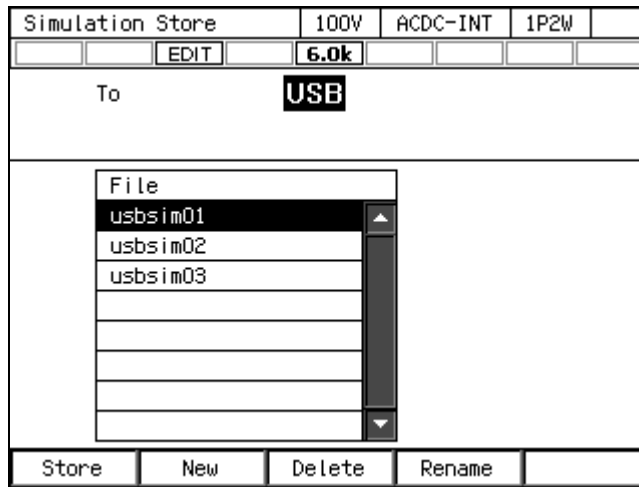 Simulation Store 100V ACDC-INT 1P2W
EDIT 6.0k
To USB
File
usbsim01
usbsim02
usbsim03
Store New Delete Rename